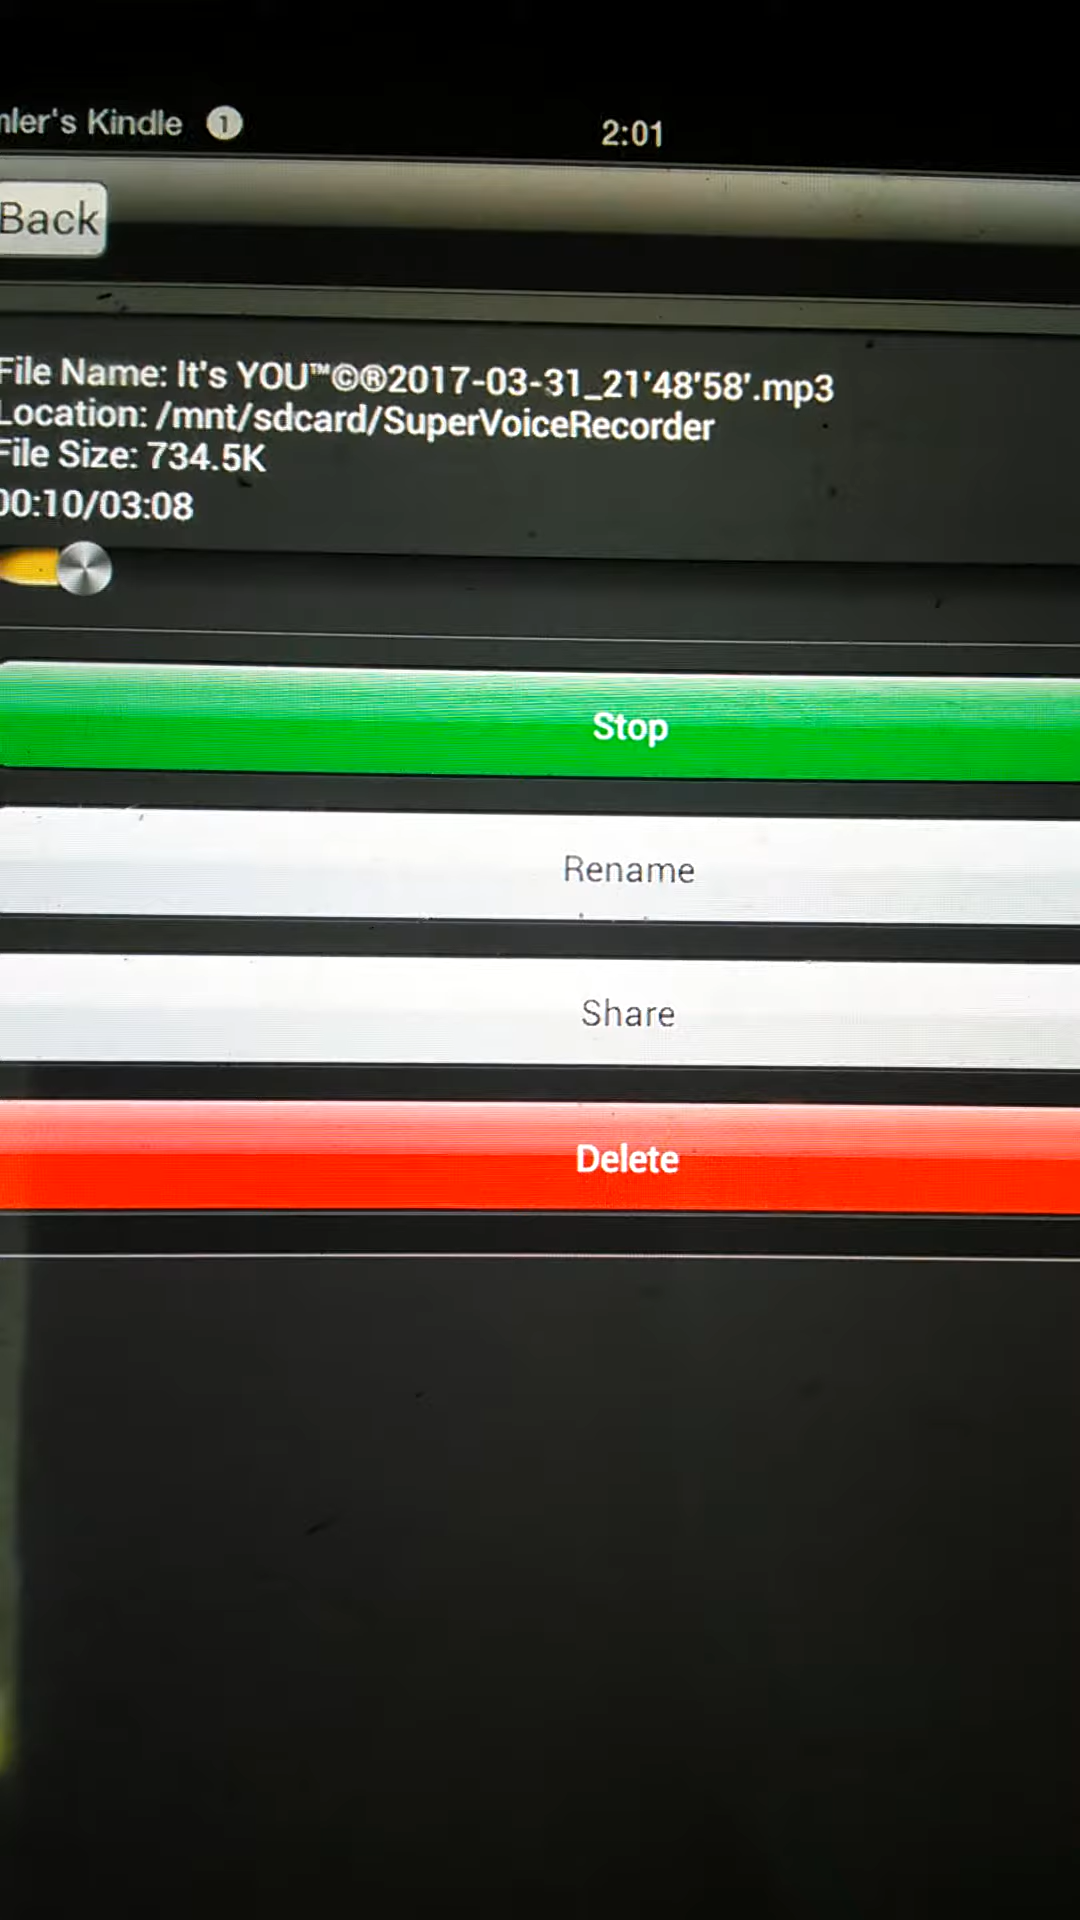 nler's Kindle 1
2:01
Back
File Name: It's YOU™©®2017-03-31_21'48'58'.mp3
Location: /mnt/sdcard/SuperVoiceRecorder
File Size: 734.5K
00:10/03:08
Stop
Rename
Share
Delete